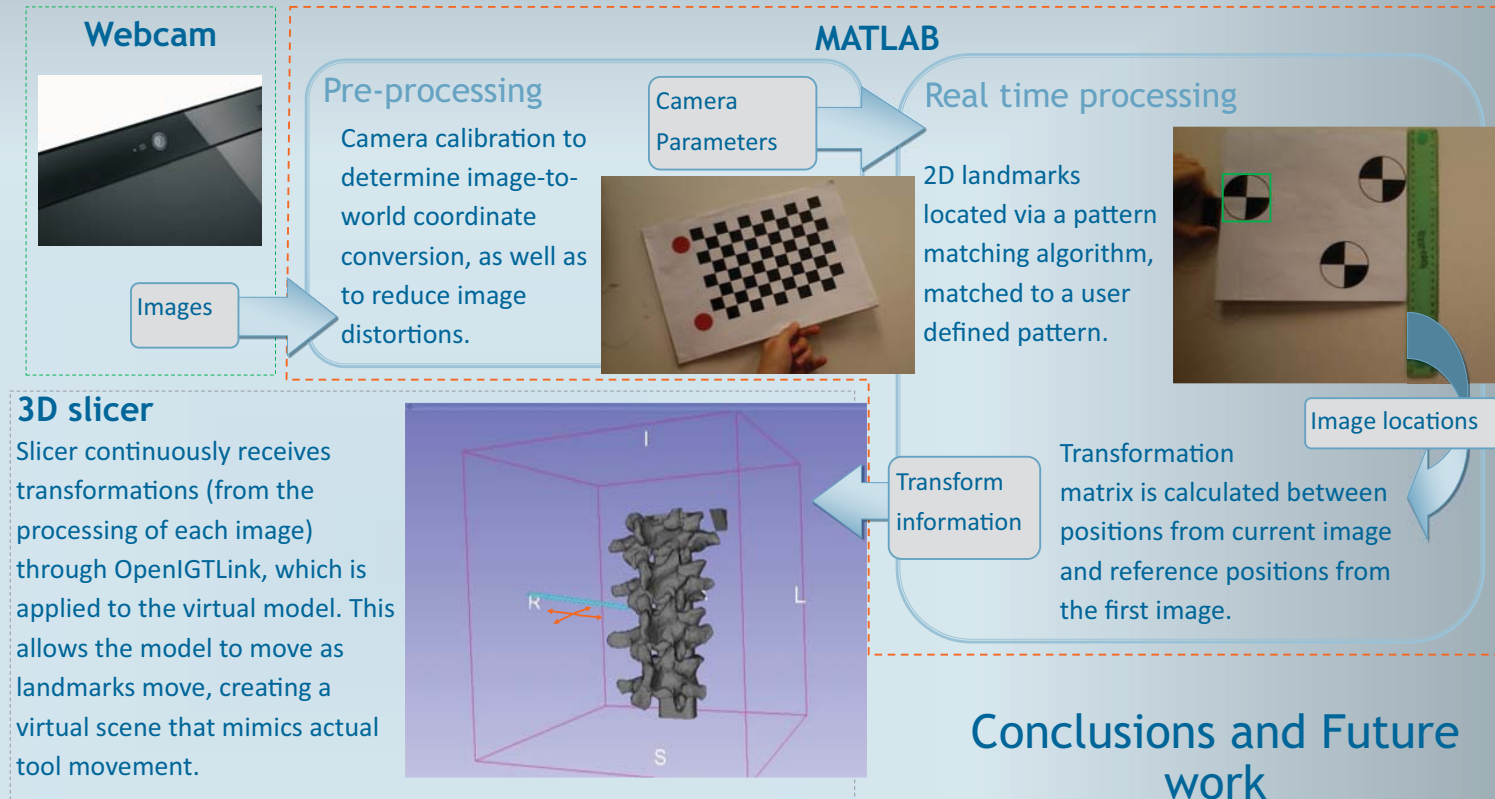 Webcam
Images
MATLAB
Pre-processing
Camera calibration to
determine image-to-
world coordinate
conversion, as well as
to reduce image
distortions.
Camera
Parameters
Real time processing
2D landmarks
located via a pattern
matching algorithm,
matched to a user
defined pattern.
Image locations
Transformation
matrix is calculated between
positions from current image
and reference positions from
the first image.
Transform
information
3D slicer
Slicer continuously receives
transformations (from the
processing of each image)
through OpenIGTLink, which is
applied to the virtual model. This
allows the model to move as
landmarks move, creating a
virtual scene that mimics actual
tool movement.
I
R
L
S
Conclusions and Future
work